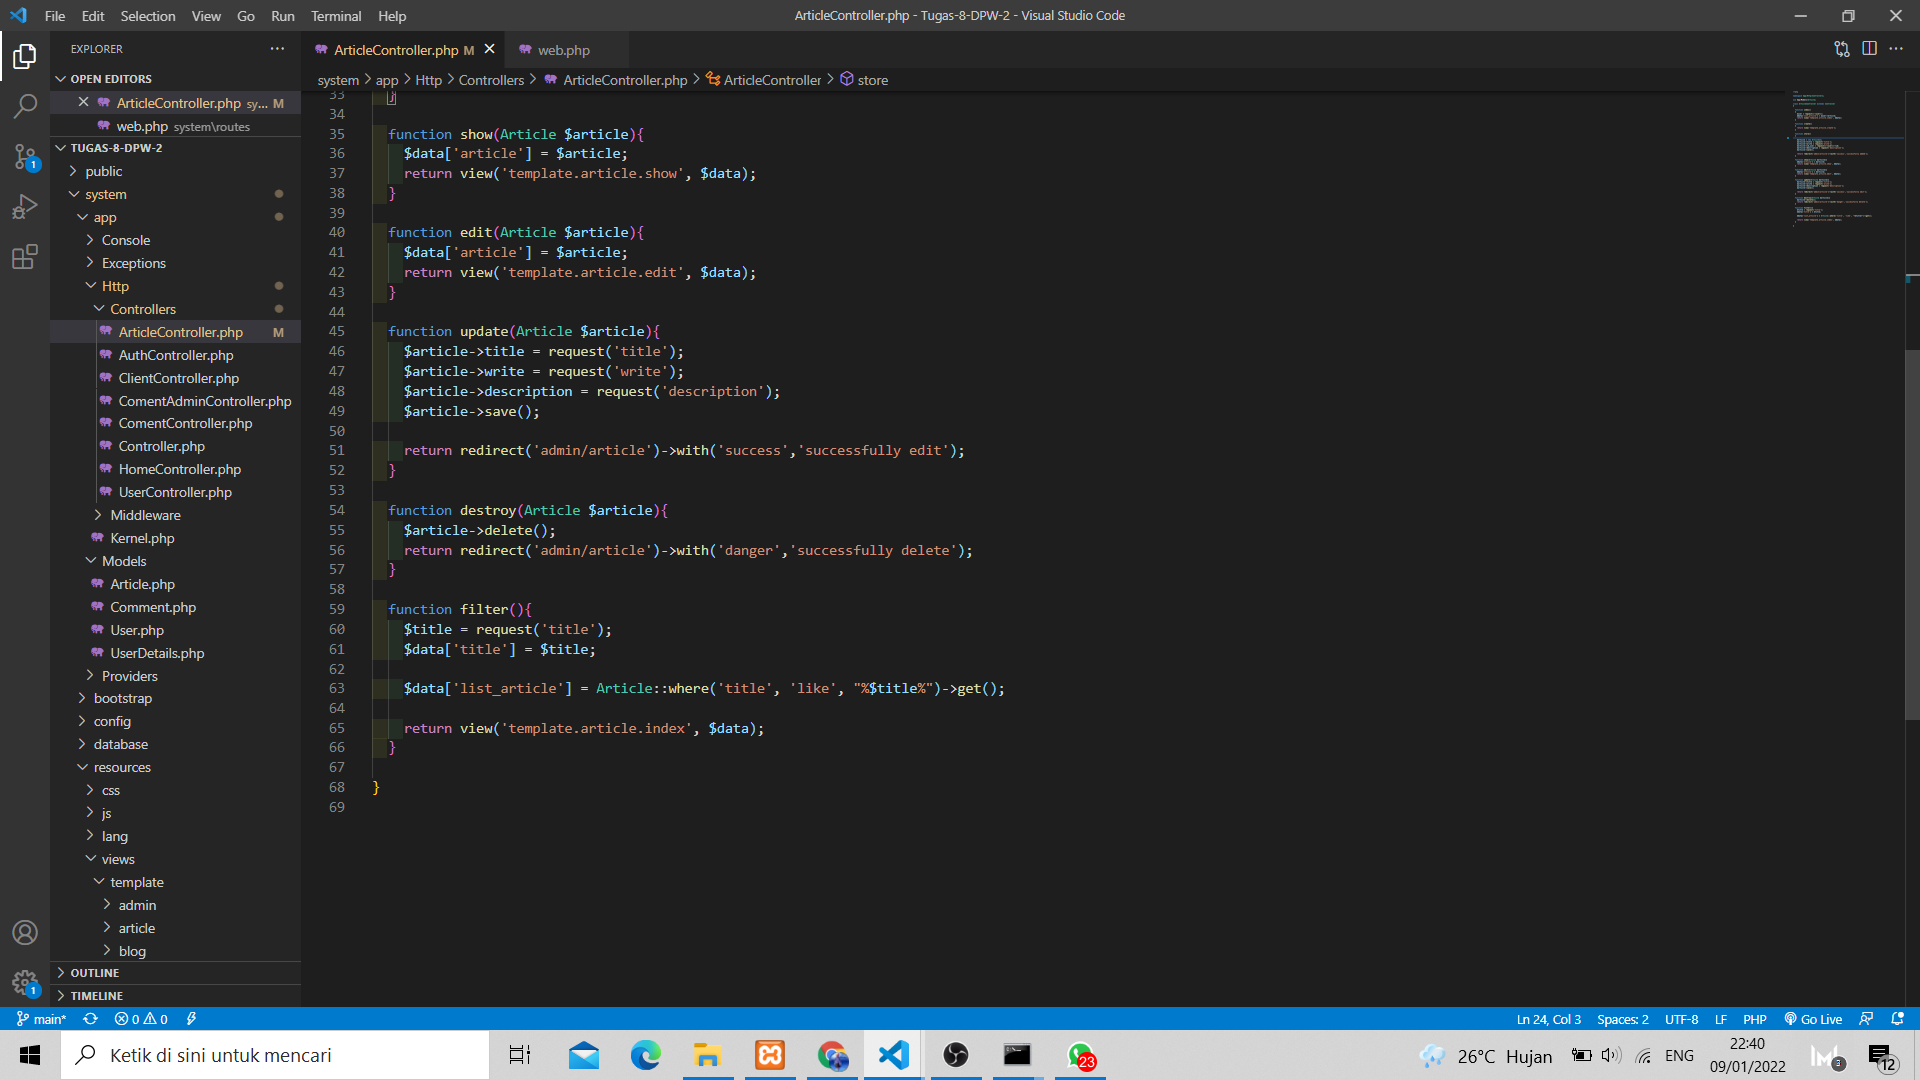 File Edit Selection View Go Run Terminal Help
ArticleController.php - Tugas-8-DPW-2 - Visual Studio Code
EXPLORER
OPEN EDITORS
ArticleController.php sy... M
web.php system\routes
TUGAS-8-DPW-2
public
system
app
Console
Exceptions
Http
Controllers
ArticleController.php M
AuthController.php
ClientController.php
ComentAdminController.php
ComentController.php
Controller.php
HomeController.php
UserController.php
Middleware
Kernel.php
Models
Article.php
Comment.php
User.php
UserDetails.php
Providers
bootstrap
config
database
resources
css
js
lang
views
template
admin
article
blog
OUTLINE
TIMELINE
1
1
ArticleController.php M
web.php
system > app > Http > Controllers > ArticleController.php > ArticleController > store
33 }
34
35 function show(Article $article){
36 $data['article'] = $article;
37 return view('template.article.show', $data);
38 }
39
40 function edit(Article $article){
41 $data['article'] = $article;
42 return view('template.article.edit', $data);
43 }
44
45 function update(Article $article){
46 $article->title = request('title');
47 $article->write = request('write');
48 $article->description = request('description');
49 $article->save();
50
51 return redirect('admin/article')->with('success','successfully edit');
52 }
53
54 function destroy(Article $article){
55 $article->delete();
56 return redirect('admin/article')->with('danger','successfully delete');
57 }
58
59 function filter(){
60 $title = request('title');
61 $data['title'] = $title;
62
63 $data['list_article'] = Article::where('title', 'like', "%$title%")->get();
64
65 return view('template.article.index', $data);
66 }
67
68 }
69
main* 0 0
Ln 24, Col 3 Spaces: 2 UTF-8 LF PHP Go Live
Ketik di sini untuk mencari
23
26°C Hujan
ENG
22:40
09/01/2022
3
12